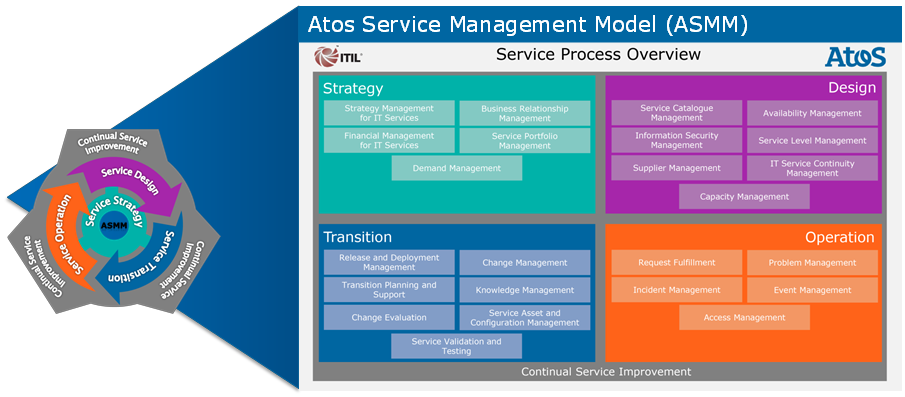 Atos Service Management Model (ASMM)
ITIL®
Service Process Overview
Atos
Strategy
Strategy Management
for IT Services
Business Relationship
Management
Financial Management
for IT Services
Service Portfolio
Management
Demand Management
Design
Service Catalogue
Management
Availability Management
Information Security
Management
Service Level Management
Supplier Management
IT Service Continuity
Management
Capacity Management
Transition
Release and Deployment
Management
Change Management
Transition Planning and
Support
Knowledge Management
Change Evaluation
Service Asset and
Configuration Management
Service Validation and
Testing
Operation
Request Fulfillment
Problem Management
Incident Management
Event Management
Access Management
Continual Service Improvement
Continual Service
Improvement
Service Design
Service Strategy
ASMM
Service Operation
Service Transition
Continual Service
Improvement
Continual Service
Improvement